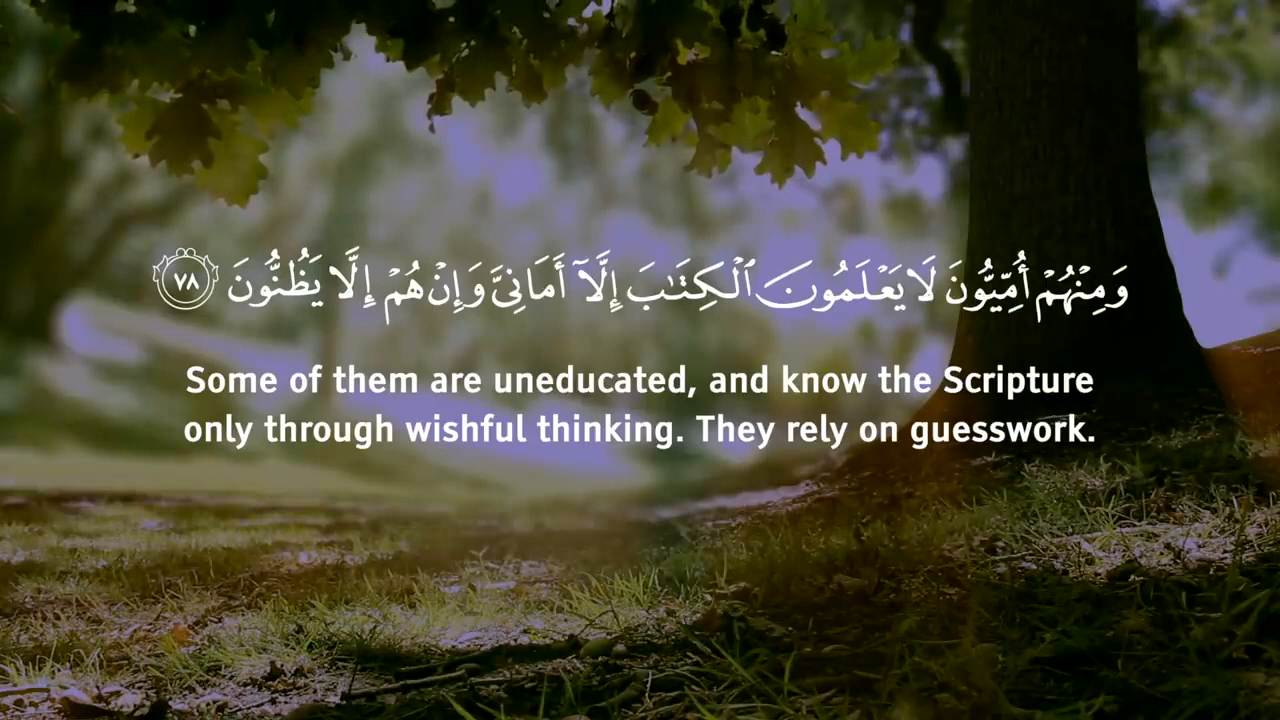 وَمِنْهُمْ أُمِّيُّونَ لَا يَعْلَمُونَ ٱلْكِتَـٰبَ إِلَّآ أَمَانِىَّ وَإِنْ هُمْ إِلَّا يَظُنُّونَ ٧٨
Some of them are uneducated, and know the Scripture
only through wishful thinking. They rely on guesswork.